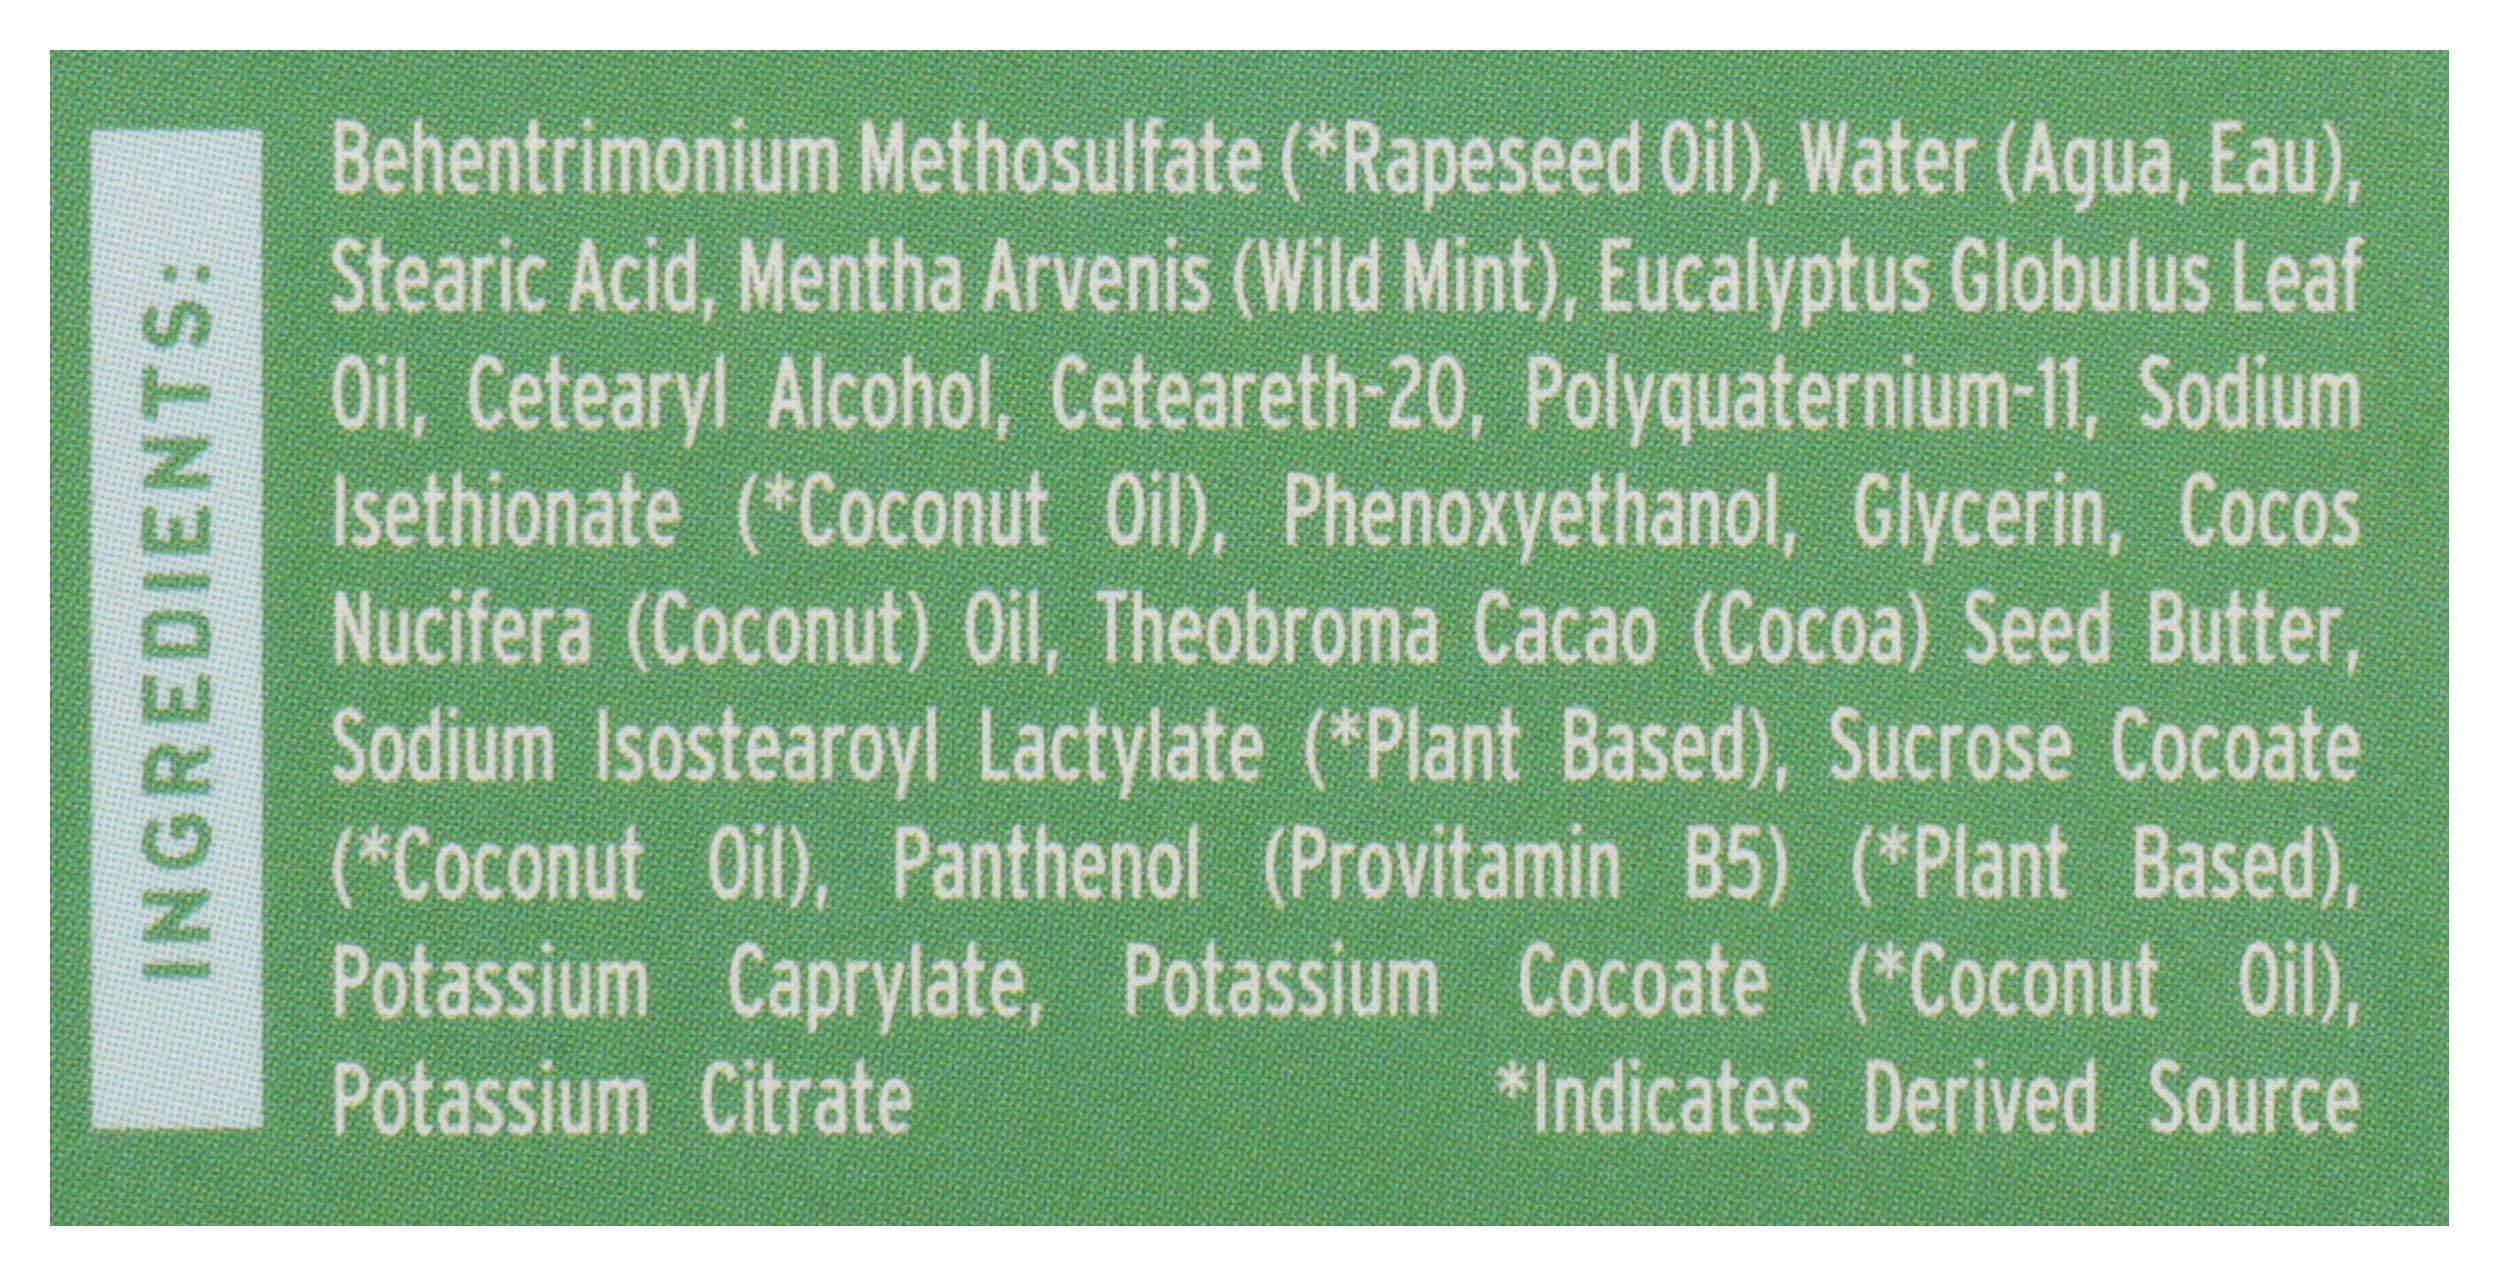 INGREDIENTS:
Behentrimonium Methosulfate (*Rapeseed Oil), Water (Agua, Eau),
Stearic Acid, Mentha Arvenis (Wild Mint), Eucalyptus Globulus Leaf
Oil, Cetearyl Alcohol, Ceteareth-20, Polyquaternium-11, Sodium
Isethionate (*Coconut Oil), Phenoxyethanol, Glycerin, Cocos
Nucifera (Coconut) Oil, Theobroma Cacao (Cocoa) Seed Butter,
Sodium Isostearoyl Lactylate (*Plant Based), Sucrose Cocoate
(*Coconut Oil), Panthenol (Provitamin B5) (*Plant Based),
Potassium Caprylate, Potassium Cocoate (*Coconut Oil),
Potassium Citrate *Indicates Derived Source